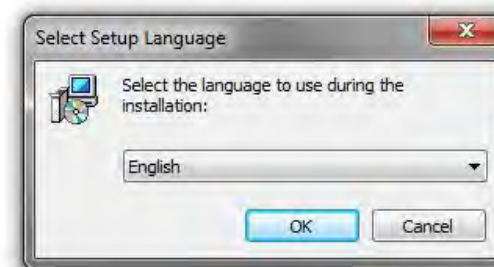 Select Setup Language
Select the language to use during the
installation:
English
OK
Cancel